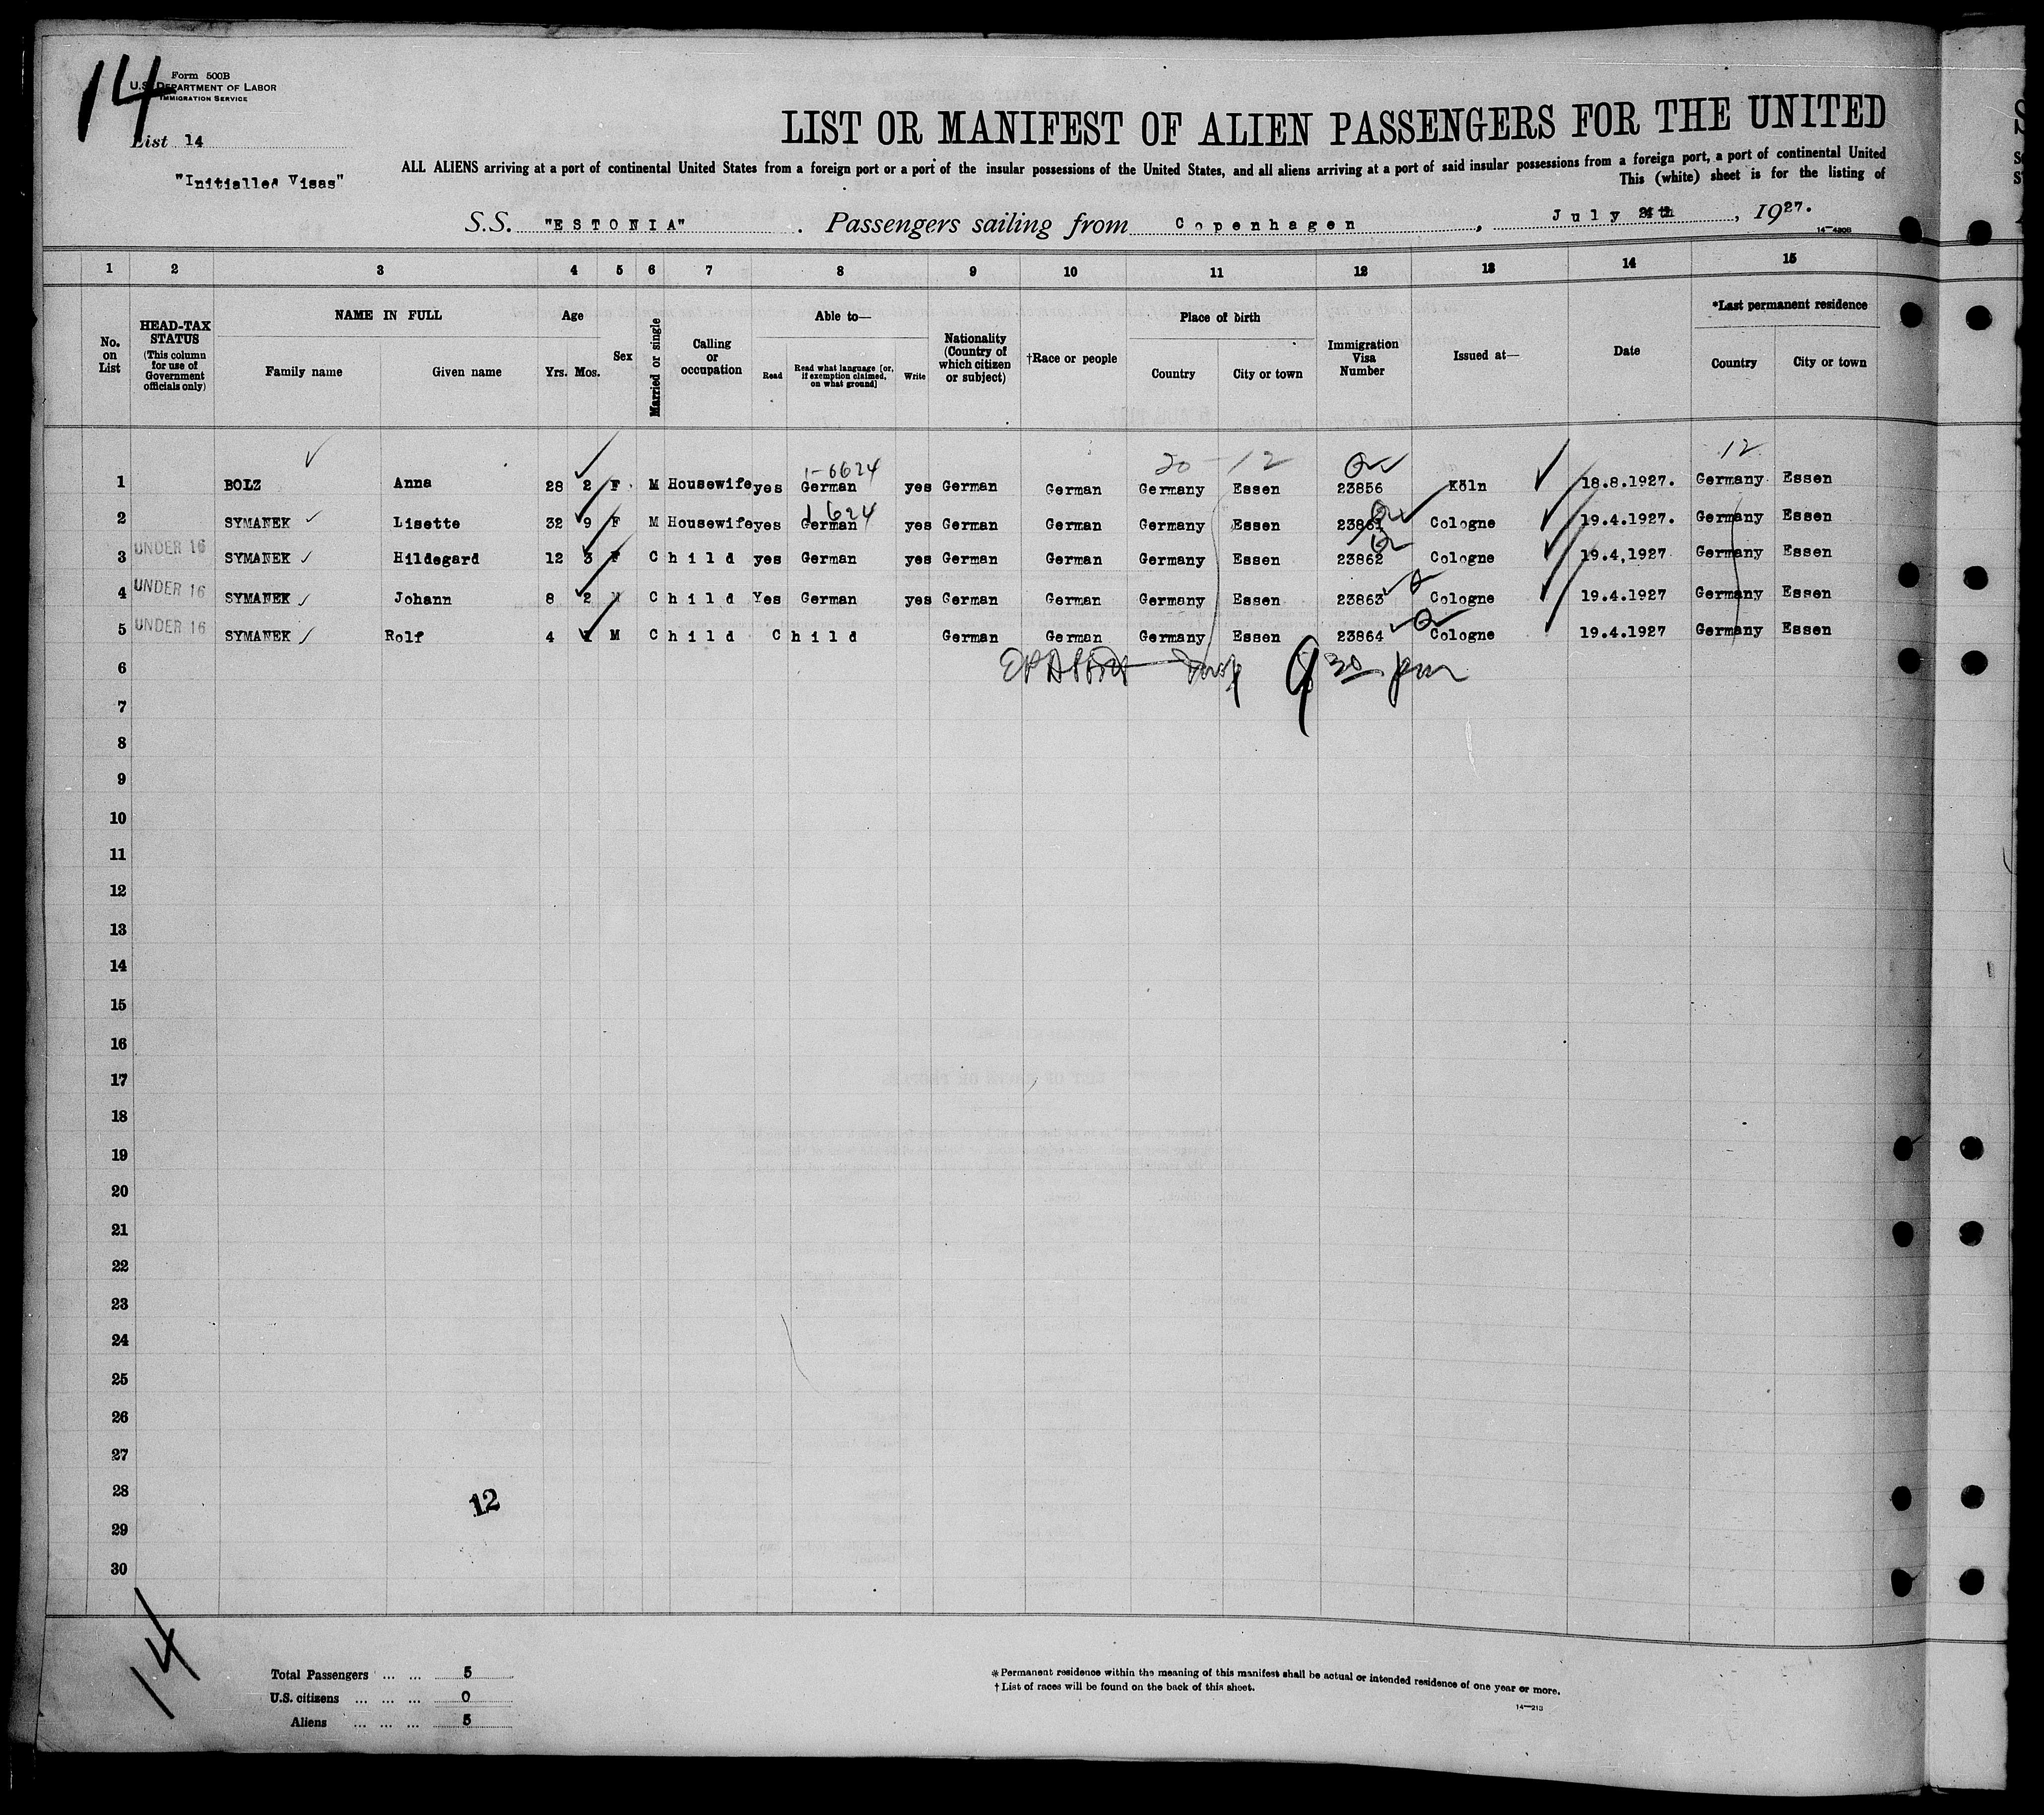 14
Form 500B
U.S. DEPARTMENT OF LABOR
IMMIGRATION SERVICE
List 14
"Initialled Visas"
LIST OR MANIFEST OF ALIEN PASSENGERS FOR THE UNITED
ALL ALIENS arriving at a port of continental United States from a foreign port or a port of the insular possessions of the United States, and all aliens arriving at a port of said insular possessions from a foreign port, a port of continental United
This (white) sheet is for the listing of
S.S. "ESTONIA" . Passengers sailing from Copenhagen , July , 1927.
1 2 3 4 5 6 7 8 9 10 11 12 13 14 15
No. on List
HEAD-TAX STATUS (This column for use of Government officials only)
NAME IN FULL
Family name Given name
Age
Yrs. Mos.
Sex
Married or single
Calling or occupation
Able to—
Read Read what language [or, if exemption claimed, on what ground] Write
Nationality (Country of which citizen or subject)
†Race or people
Place of birth
Country City or town
Immigration Visa Number
Issued at—
Date
*Last permanent residence
Country City or town
1-6624 20-12 12
1 BOLZ Anna 28 2 F M Housewife yes German yes German German Germany Essen 23856 Köln 18.8.1927. Germany Essen
1 624
2 SYMANEK Lisette 32 9 F M Housewife yes German yes German German Germany Essen 23861 Cologne 19.4.1927. Germany Essen
3 UNDER 16 SYMANEK Hildegard 12 3 F Child yes German yes German German Germany Essen 23862 Cologne 19.4.1927 Germany Essen
4 UNDER 16 SYMANEK Johann 8 2 M Child Yes German yes German German Germany Essen 23863 Cologne 19.4.1927 Germany Essen
5 UNDER 16 SYMANEK Rolf 4 M Child Child German German Germany Essen 23864 Cologne 19.4.1927 Germany Essen
6 9 30 pm
7
8
9
10
11
12
13
14
15
16
17
18
19
20
21
22
23
24
25
26
27
28
12
29
30
14
Total Passengers ... ... 5
U.S. citizens ... ... ... 0
Aliens ... ... ... 5
*Permanent residence within the meaning of this manifest shall be actual or intended residence of one year or more.
†List of races will be found on the back of this sheet.
14—213